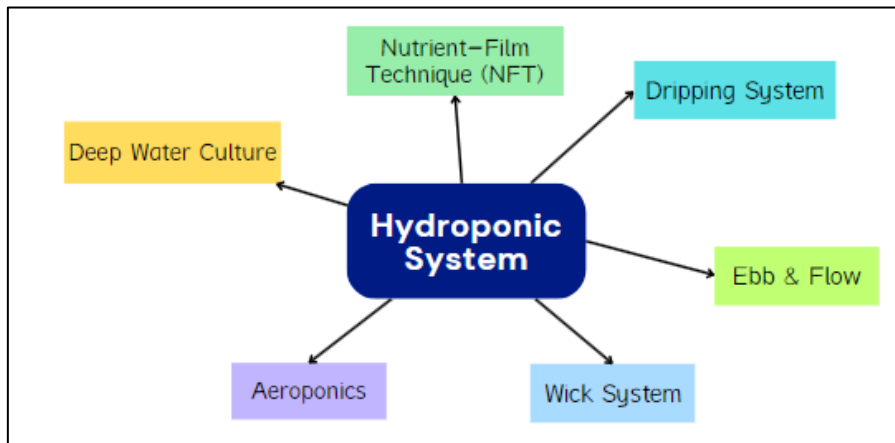 Nutrient-Film
Technique (NFT)
Dripping System
Deep Water Culture
Hydroponic
System
Ebb & Flow
Aeroponics
Wick System